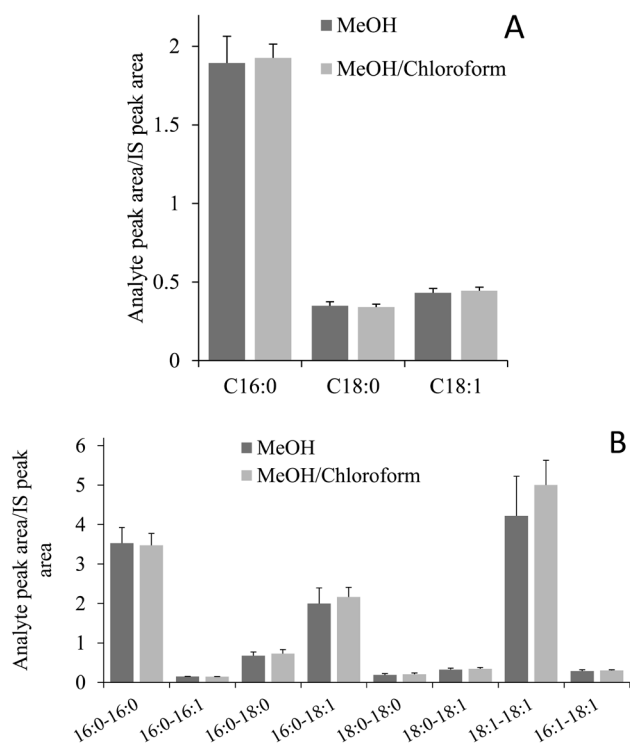 A
MeOH
MeOH/Chloroform
Analyte peak area/IS peak area
2
1.5
1
0.5
0
C16:0 C18:0 C18:1
B
MeOH
MeOH/Chloroform
Analyte peak area/IS peak
area
6
5
4
3
2
1
0
16:0-16:0 16:0-16:1 16:0-18:0 16:0-18:1 18:0-18:0 18:0-18:1 18:1-18:1 16:1-18:1